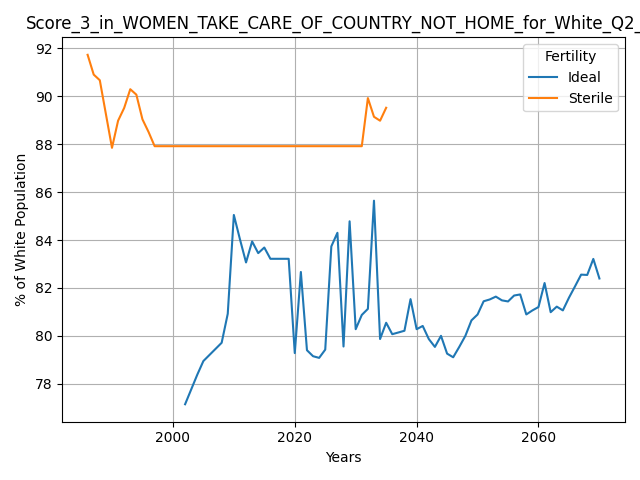 Score_3_in_WOMEN_TAKE_CARE_OF_COUNTRY_NOT_HOME_for_White_Q2_
Fertility
Ideal
Sterile
% of White Population
92
90
88
86
84
82
80
78
2000 2020 2040 2060
Years